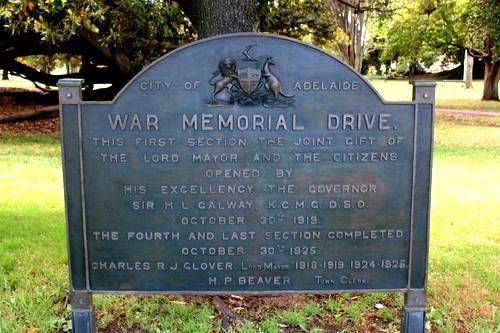 CITY OF ADELAIDE
WAR MEMORIAL DRIVE.
THIS FIRST SECTION THE JOINT GIFT OF
THE LORD MAYOR AND THE CITIZENS
OPENED BY
HIS EXCELLENCY THE GOVERNOR
SIR H. L. GALWAY, K.C.M.G. D.S.O.
OCTOBER 30TH 1919.
THE FOURTH AND LAST SECTION COMPLETED
OCTOBER 30TH 1925.
CHARLES R. J. GLOVER LORD MAYOR 1918-1919 1924-1925
H. P. BEAVER TOWN CLERK.